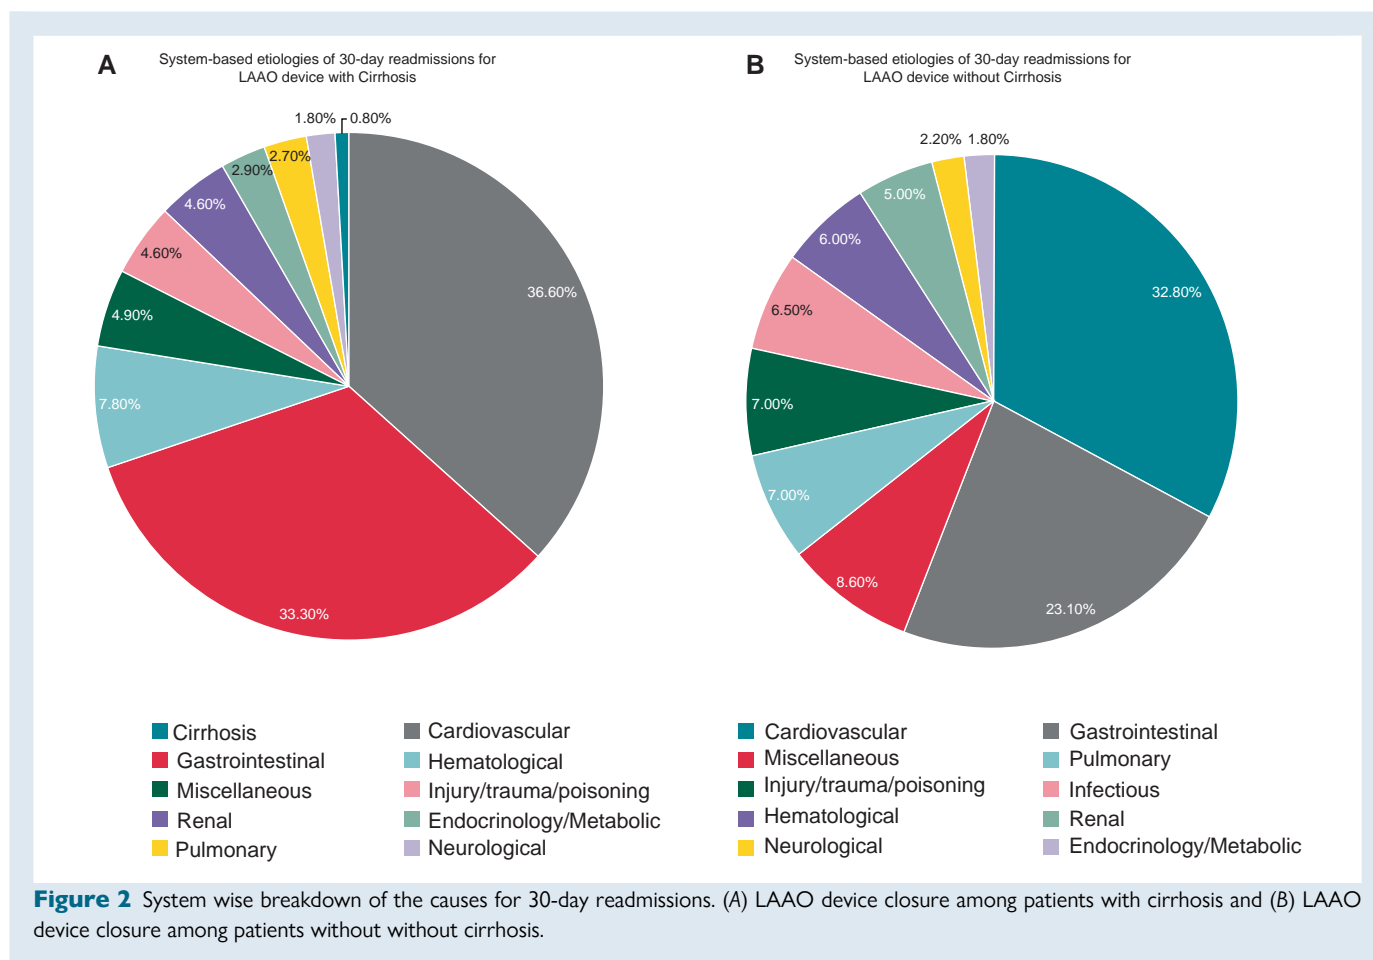 A
System-based etiologies of 30-day readmissions for
LAAO device with Cirrhosis
1.80%
0.80%
2.70%
2.90%
4.60%
4.60%
4.90%
7.80%
33.30%
36.60%
B
System-based etiologies of 30-day readmissions for
LAAO device without Cirrhosis
2.20%
1.80%
5.00%
6.00%
6.50%
7.00%
7.00%
8.60%
23.10%
32.80%
Cirrhosis
Cardiovascular
Gastrointestinal
Hematological
Miscellaneous
Injury/trauma/poisoning
Renal
Endocrinology/Metabolic
Pulmonary
Neurological
Cardiovascular
Gastrointestinal
Miscellaneous
Pulmonary
Injury/trauma/poisoning
Infectious
Hematological
Renal
Neurological
Endocrinology/Metabolic
Figure 2 System wise breakdown of the causes for 30-day readmissions. (A) LAAO device closure among patients with cirrhosis and (B) LAAO
device closure among patients without without cirrhosis.